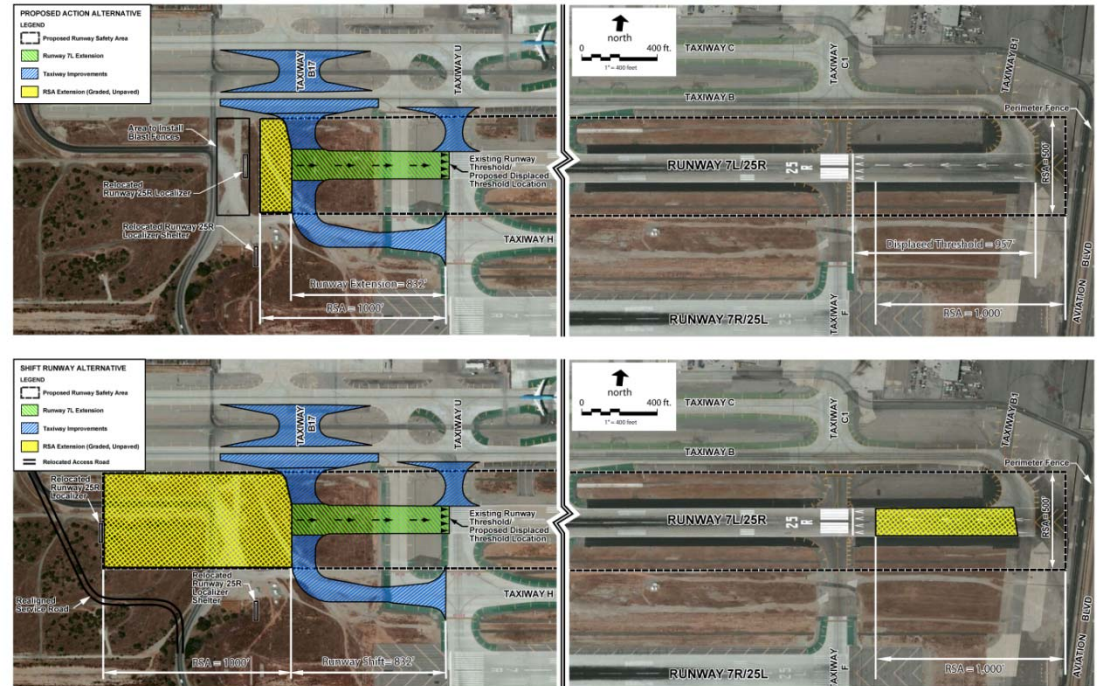 PROPOSED ACTION ALTERNATIVE
LEGEND
Proposed Runway Safety Area
Runway 7L Extension
Taxiway Improvements
RSA Extension (Graded, Unpaved)
TAXIWAY
B17
TAXIWAY U
Area to Install
Blast Fences
Relocated
Runway 25R Localizer
Relocated Runway 25R
Localizer Shelter
Existing Runway
Threshold/
Proposed Displaced
Threshold Location
TAXIWAY H
Runway Extension = 832'
RSA = 1000'
north
0 400 ft.
1" = 400 feet
TAXIWAY C
TAXIWAY
C1
TAXIWAY B1
TAXIWAY B
Perimeter Fence
RUNWAY 7L/25R
25
R
RSA = 500'
Displaced Threshold = 957'
TAXIWAY
F
RSA = 1,000'
RUNWAY 7R/25L
AVIATION BLVD
SHIFT RUNWAY ALTERNATIVE
LEGEND
Proposed Runway Safety Area
Runway 7L Extension
Taxiway Improvements
RSA Extension (Graded, Unpaved)
Relocated Access Road
TAXIWAY
B17
TAXIWAY U
Relocated
Runway 25R
Localizer
Existing Runway
Threshold/
Proposed Displaced
Threshold Location
Relocated
Runway 25R
Localizer
Shelter
Realigned
Service Road
TAXIWAY H
RSA = 1000'
Runway Shift = 832'
north
0 400 ft.
1" = 400 feet
TAXIWAY C
TAXIWAY
C1
TAXIWAY B1
TAXIWAY B
Perimeter Fence
RUNWAY 7L/25R
25
R
RSA = 500'
TAXIWAY
F
RSA = 1,000'
RUNWAY 7R/25L
AVIATION BLVD